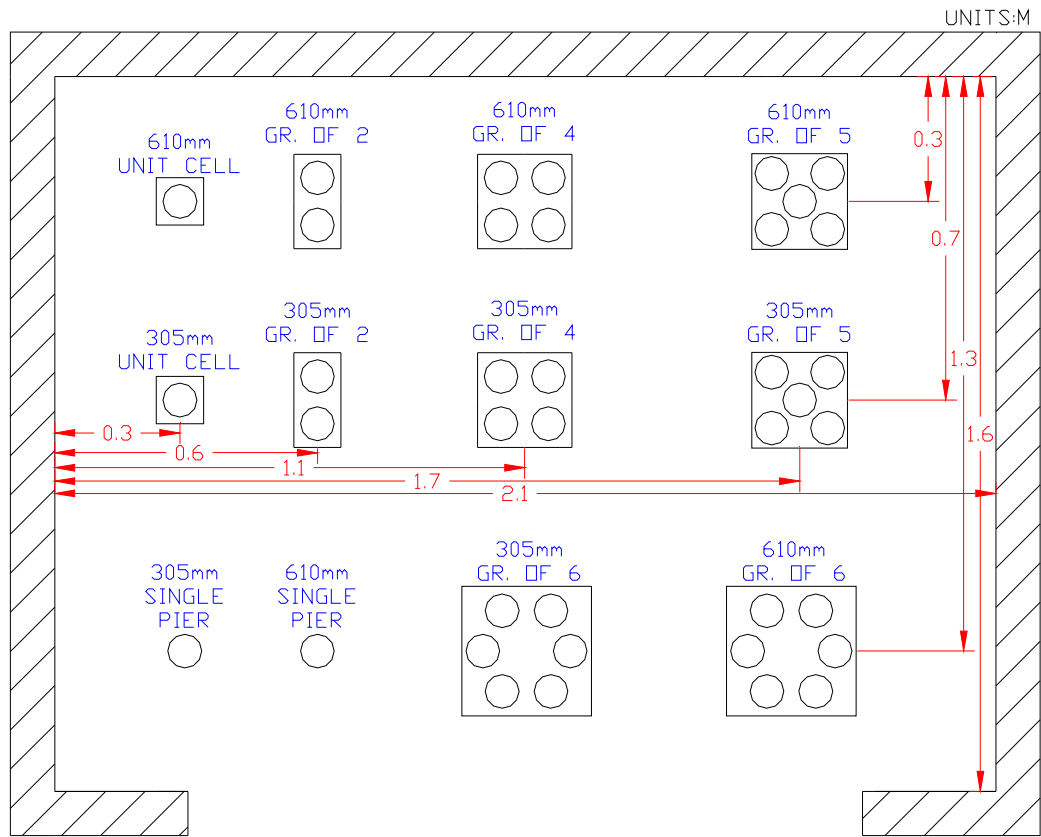 UNITS:M
610mm
UNIT CELL
610mm
GR. OF 2
610mm
GR. OF 4
610mm
GR. OF 5
0.3
0.7
305mm
UNIT CELL
305mm
GR. OF 2
305mm
GR. OF 4
305mm
GR. OF 5
1.3
1.6
0.3
0.6
1.1
1.7
2.1
305mm
SINGLE
PIER
610mm
SINGLE
PIER
305mm
GR. OF 6
610mm
GR. OF 6